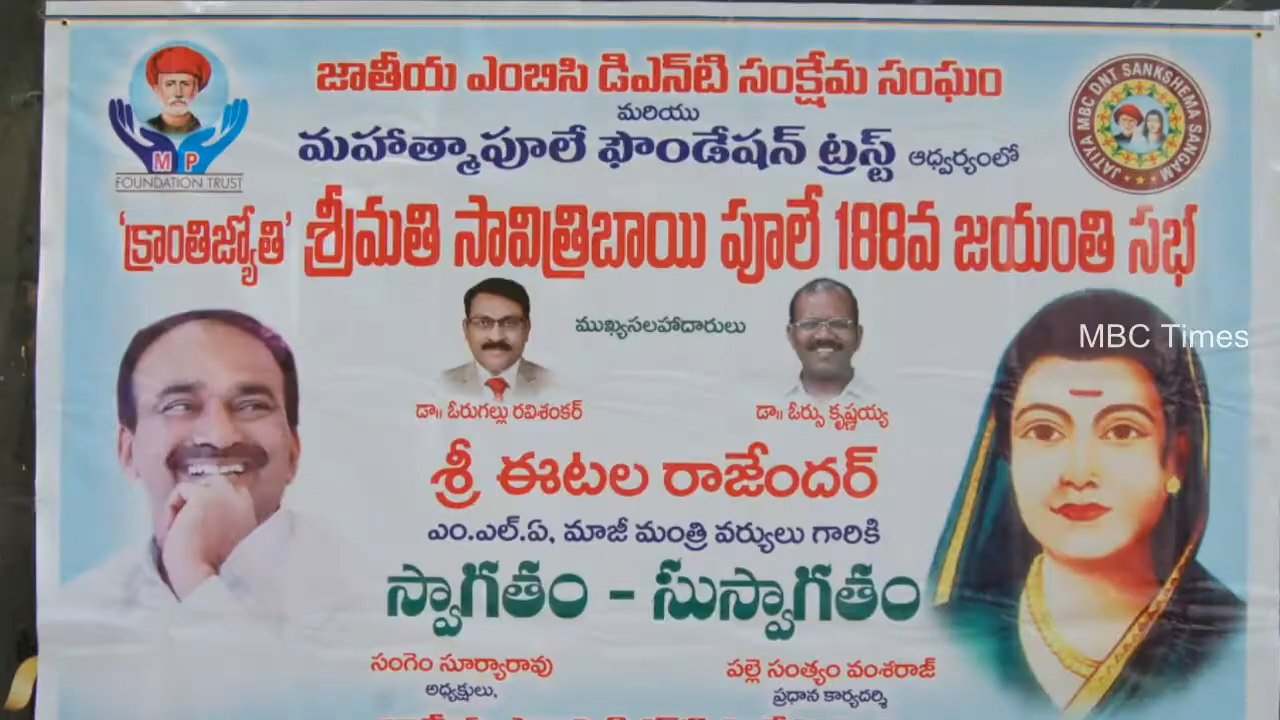 జాతీయ ఎంబిసి డిఎన్‌టి సంక్షేమ సంఘం
మరియు
మహాత్మాపూలే ఫౌండేషన్ ట్రస్ట్ ఆధ్వర్యంలో
M P
FOUNDATION TRUST
JATIYA MBC DNT SANKSHEMA SANGAM
'క్రాంతిజ్యోతి' శ్రీమతి సావిత్రిబాయి పూలే 188వ జయంతి సభ
ముఖ్యసలహాదారులు
MBC Times
డా॥ ఓరుగల్లు రవిశంకర్
డా॥ ఓర్సు కృష్ణయ్య
శ్రీ ఈటల రాజేందర్
ఎం.ఎల్.ఏ, మాజీ మంత్రి వర్యులు గారికి
స్వాగతం - సుస్వాగతం
సంగెం సూర్యారావు
పల్లె సంత్యం వంశరాజ్
అధ్యక్షులు,
ప్రధాన కార్యదర్శి